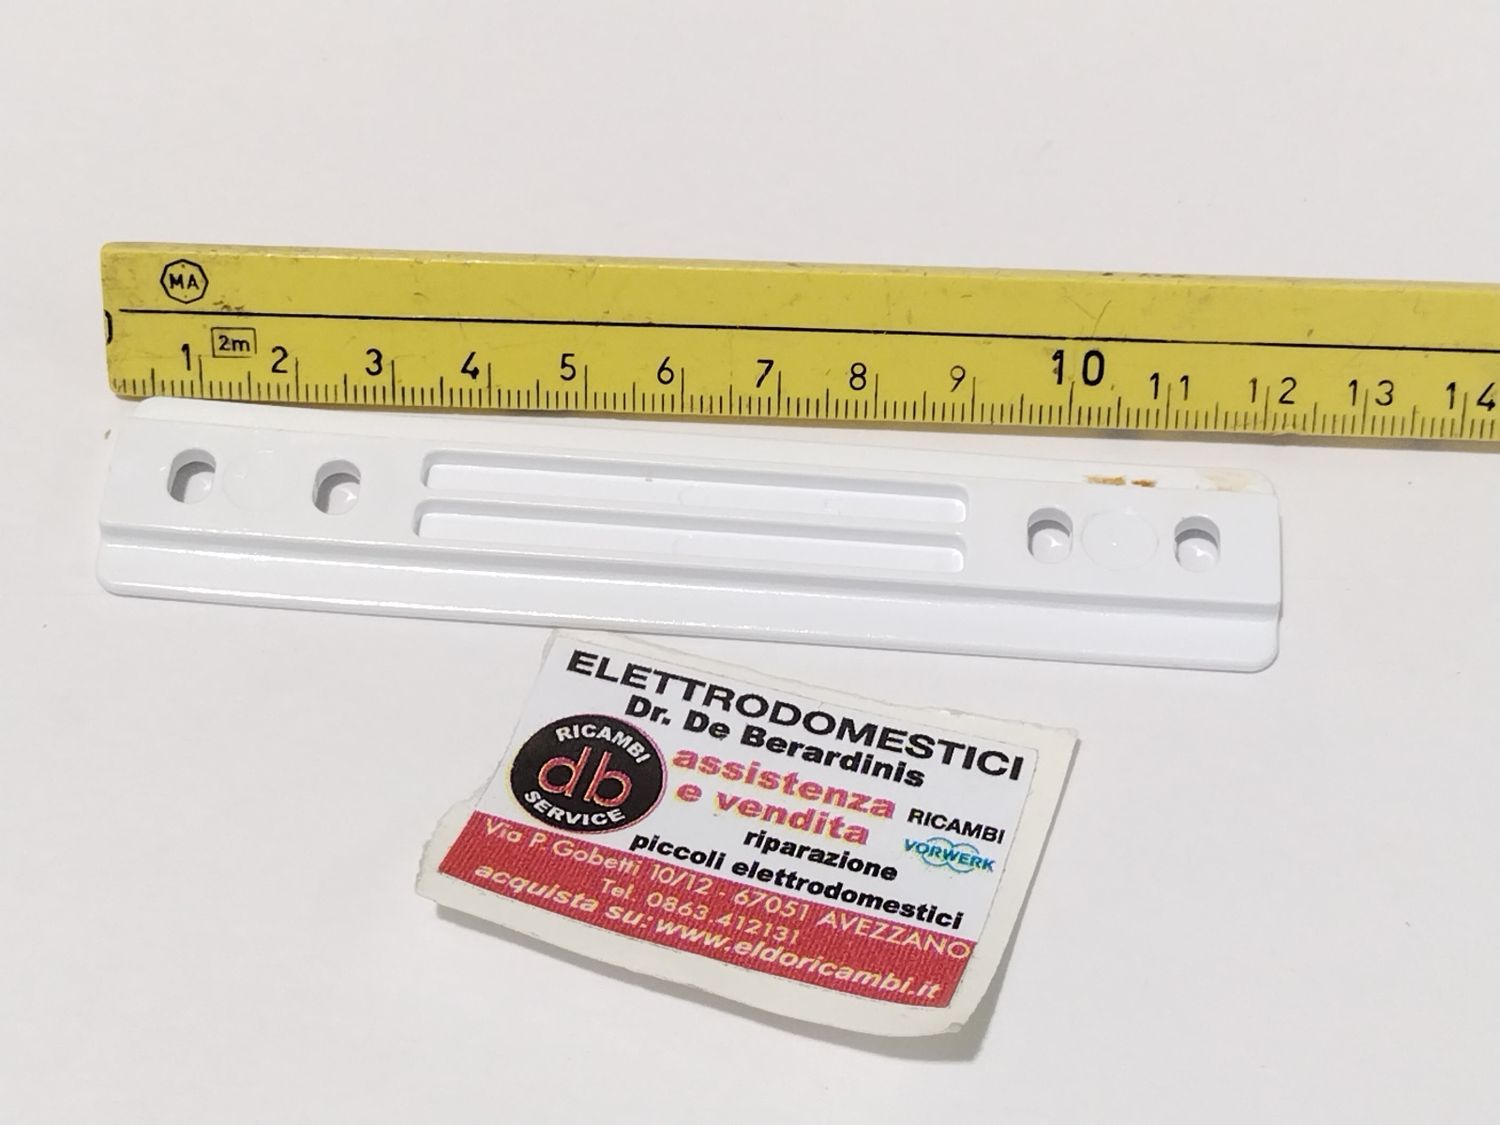 MA
2m
1 2 3 4 5 6 7 8 9 10 11 12 13 14
ELETTRODOMESTICI
Dr. De Berardinis
RICAMBI
db
SERVICE
assistenza
e vendita
RICAMBI
VORWERK
riparazione
piccoli elettrodomestici
Via P. Gobetti 10/12 - 67051 AVEZZANO
Tel. 0863.412131
acquista su: www.eldoricambi.it